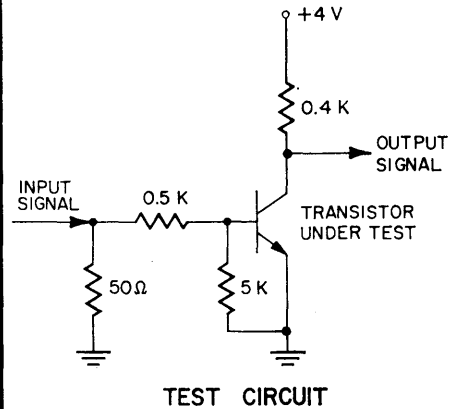 +4 V
0.4 K
OUTPUT
SIGNAL
INPUT
SIGNAL
0.5 K
TRANSISTOR
UNDER TEST
50Ω
5 K
TEST CIRCUIT